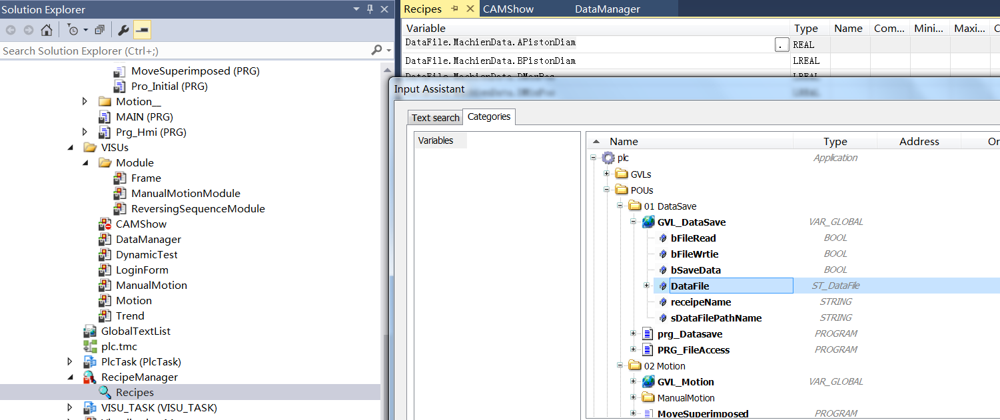 Solution Explorer
Search Solution Explorer (Ctrl+;)
MoveSuperimposed (PRG)
Pro_Initial (PRG)
Motion__
MAIN (PRG)
Prg_Hmi (PRG)
VISUs
Module
Frame
ManualMotionModule
ReversingSequenceModule
CAMShow
DataManager
DynamicTest
LoginForm
ManualMotion
Motion
Trend
GlobalTextList
plc.tmc
PlcTask (PlcTask)
RecipeManager
Recipes
VISU_TASK (VISU_TASK)
Recipes CAMShow DataManager
Variable Type Name Com... Mini... Maxi...
DataFile.MachienData.APistonDiam . REAL
DataFile.MachienData.BPistonDiam LREAL
Input Assistant
Text search Categories
Variables
Name Type Address Or
plc Application
GVLs
POUs
01 DataSave
GVL_DataSave VAR_GLOBAL
bFileRead BOOL
bFileWrtie BOOL
bSaveData BOOL
DataFile ST_DataFile
receipeName STRING
sDataFilePathName STRING
prg_Datasave PROGRAM
PRG_FileAccess PROGRAM
02 Motion
GVL_Motion VAR_GLOBAL
ManualMotion
MoveSuperimposed PROGRAM